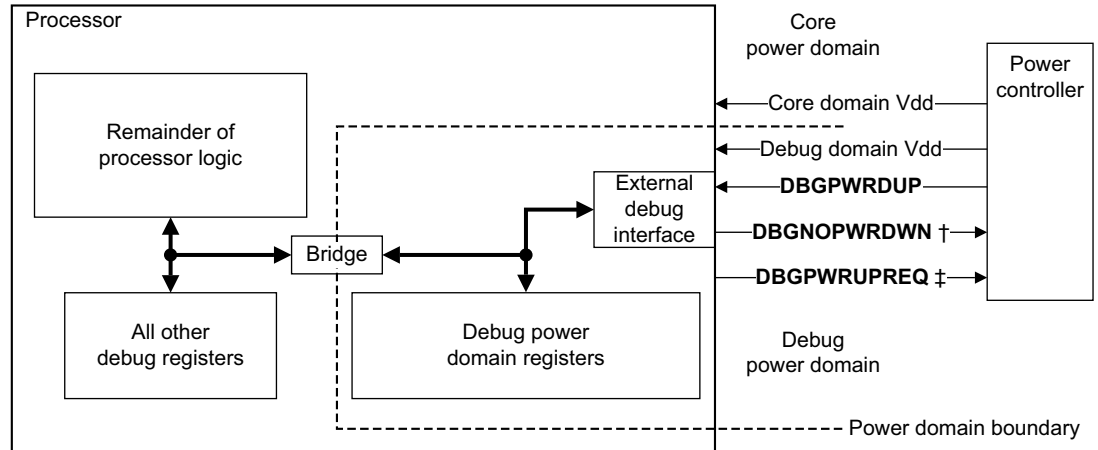 Processor
Core
power domain
Power
controller
Remainder of
processor logic
Core domain Vdd
Debug domain Vdd
External
debug
interface
DBGPWRDUP
DBGNOPWRDWN †
Bridge
DBGPWRUPREQ ‡
All other
debug registers
Debug power
domain registers
Debug
power domain
Power domain boundary